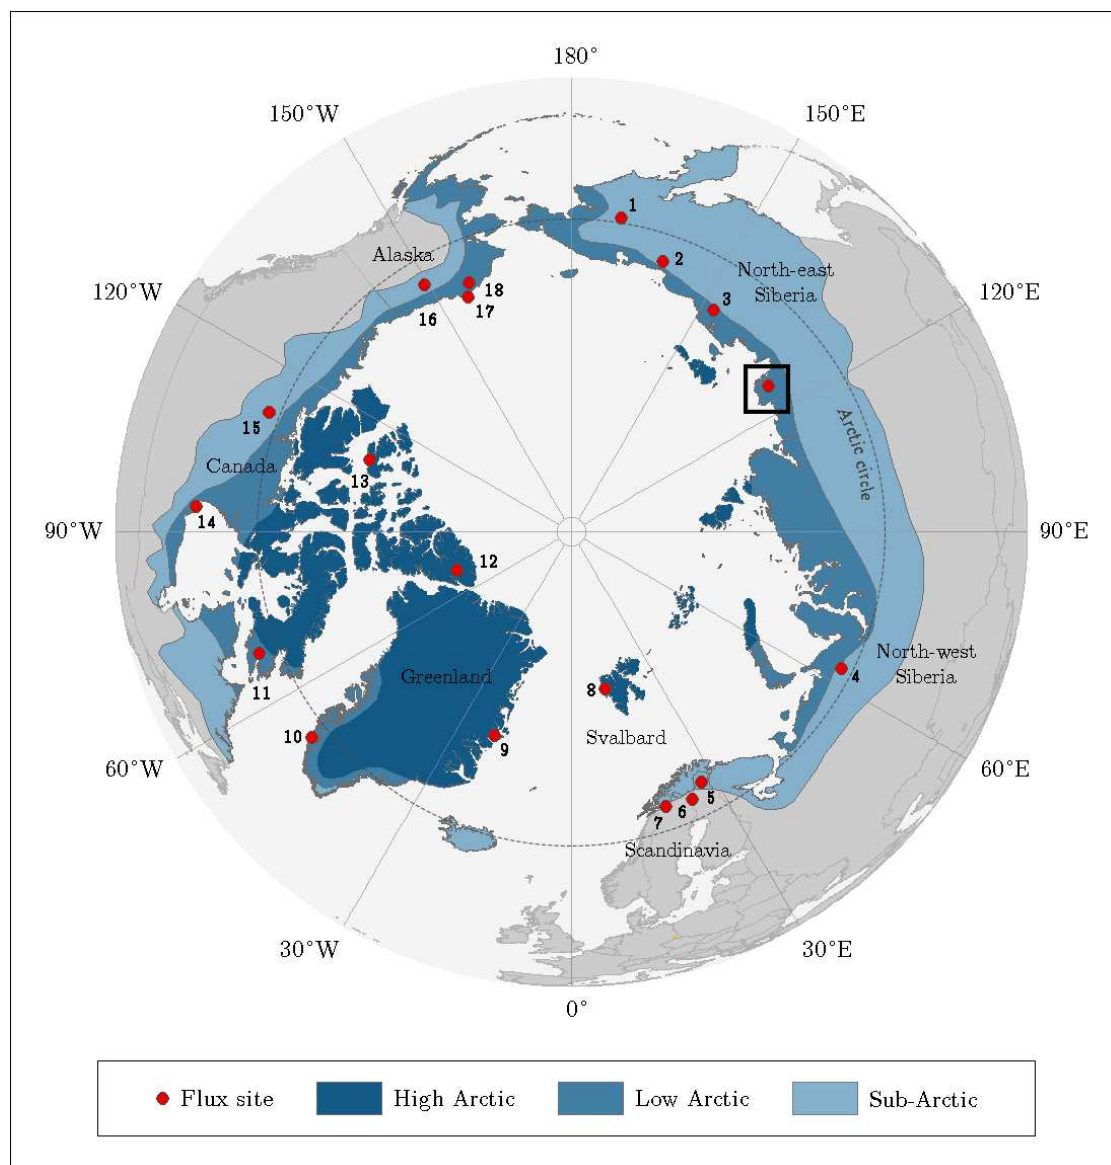 180°
150°W
150°E
1
Alaska
2
North-east
Siberia
120°W
18
3
120°E
16
17
15
Arctic circle
Canada
13
14
90°W
90°E
12
North-west
Siberia
Greenland
4
8
11
10
9
Svalbard
60°W
60°E
5
6
7
Scandinavia
30°W
30°E
0°
Flux site
High Arctic
Low Arctic
Sub-Arctic